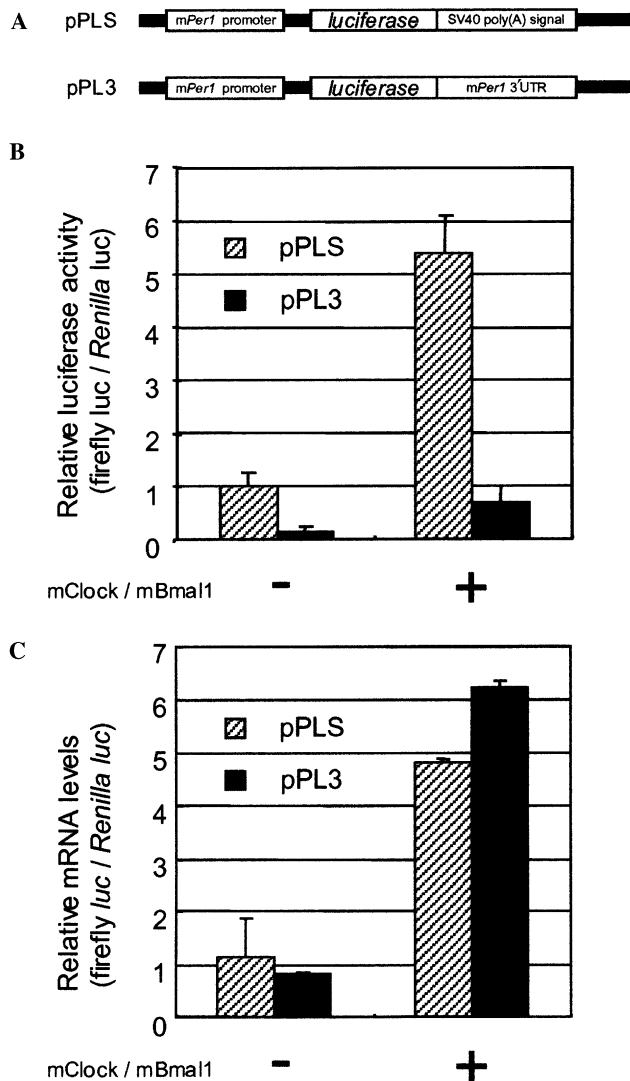 A
pPLS
mPer1 promoter
luciferase
SV40 poly(A) signal
pPL3
mPer1 promoter
luciferase
mPer1 3'UTR
B
Relative luciferase activity
(firefly luc / Renilla luc)
7
6
5
4
3
2
1
0
pPLS
pPL3
mClock / mBmal1
-
+
C
Relative mRNA levels
(firefly luc / Renilla luc)
7
6
5
4
3
2
1
0
pPLS
pPL3
mClock / mBmal1
-
+